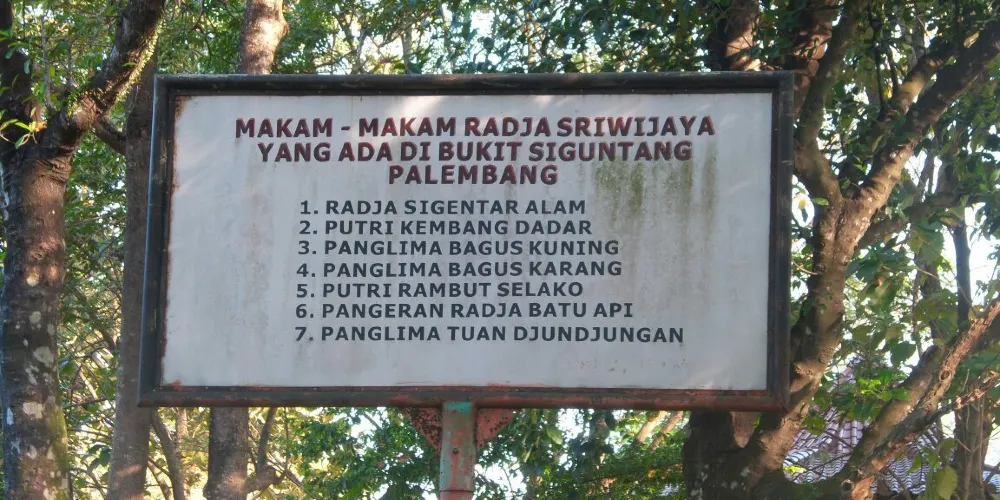 MAKAM - MAKAM RADJA SRIWIJAYA
YANG ADA DI BUKIT SIGUNTANG
PALEMBANG
1. RADJA SIGENTAR ALAM
2. PUTRI KEMBANG DADAR
3. PANGLIMA BAGUS KUNING
4. PANGLIMA BAGUS KARANG
5. PUTRI RAMBUT SELAKO
6. PANGERAN RADJA BATU API
7. PANGLIMA TUAN DJUNDJUNGAN